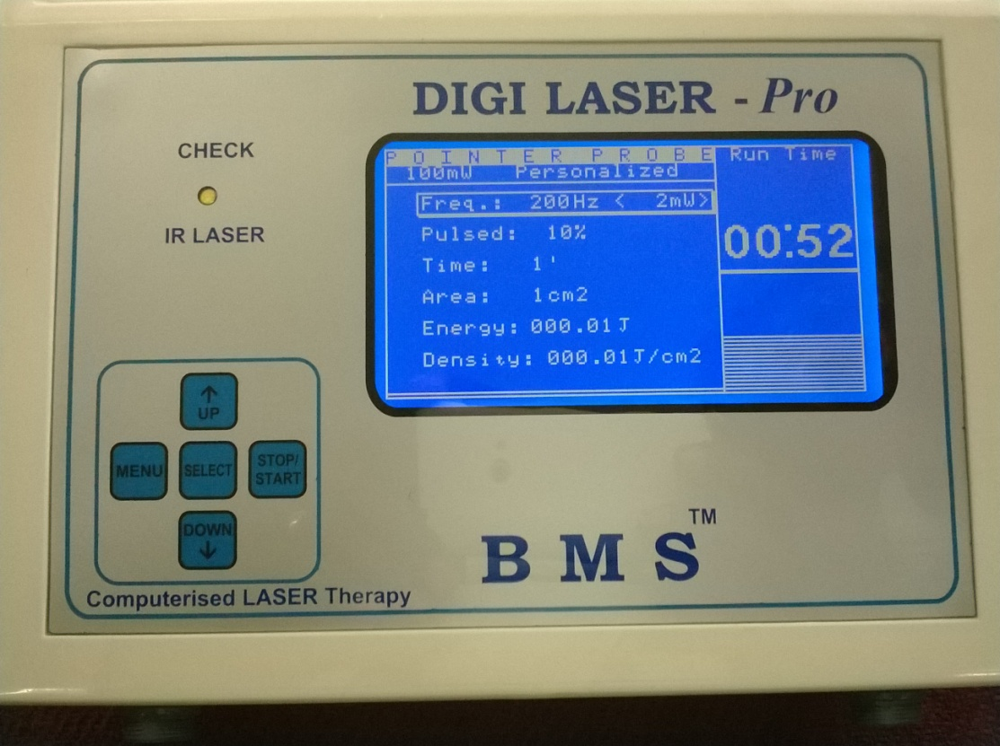 DIGI LASER - Pro
CHECK
IR LASER
POINTER PROBE
100mW Personalized
Freq.: 200Hz < 2mW>
Pulsed: 10%
Time: 1'
Area: 1cm2
Energy: 000.01J
Density: 000.01J/cm2
Run Time
00:52
↑
UP
MENU
SELECT
STOP/
START
DOWN
↓
BMS™
Computerised LASER Therapy